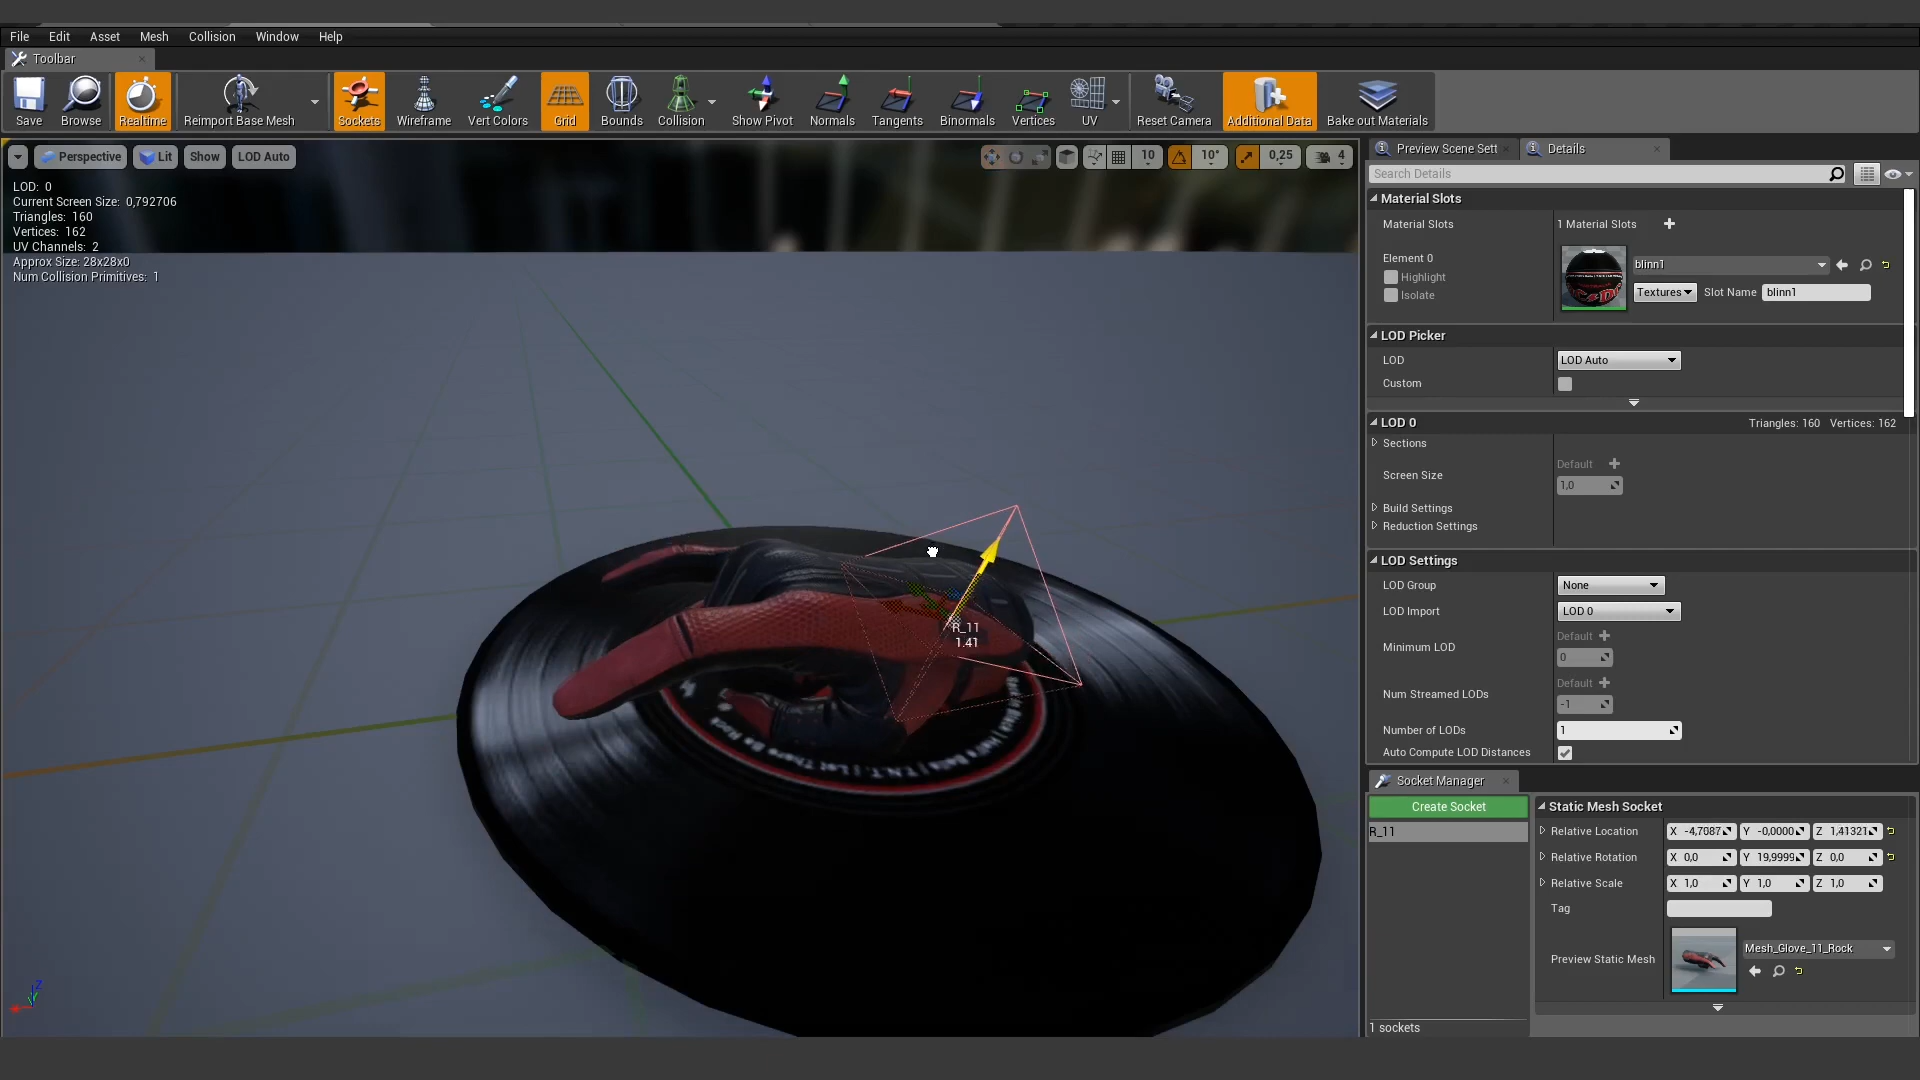 File Edit Asset Mesh Collision Window Help
Toolbar
Save Browse Realtime Reimport Base Mesh Sockets Wireframe Vert Colors Grid Bounds Collision Show Pivot Normals Tangents Binormals Vertices UV Reset Camera Additional Data Bake out Materials
Perspective Lit Show LOD Auto 10 10° 0,25 4
LOD: 0
Current Screen Size: 0,792706
Triangles: 160
Vertices: 162
UV Channels: 2
Approx Size: 28x28x0
Num Collision Primitives: 1
R_11
1.41
Preview Scene Sett Details
Search Details
Material Slots
Material Slots 1 Material Slots
Element 0
Highlight
Isolate
blinn1
Textures Slot Name blinn1
LOD Picker
LOD LOD Auto
Custom
LOD 0 Triangles: 160 Vertices: 162
Sections
Screen Size Default
1,0
Build Settings
Reduction Settings
LOD Settings
LOD Group None
LOD Import LOD 0
Minimum LOD Default
0
Num Streamed LODs Default
-1
Number of LODs 1
Auto Compute LOD Distances
Socket Manager
Create Socket
R_11
1 sockets
Static Mesh Socket
Relative Location X -4,7087 Y -0,0000 Z 1,41321
Relative Rotation X 0,0 Y 19,9999 Z 0,0
Relative Scale X 1,0 Y 1,0 Z 1,0
Tag
Preview Static Mesh Mesh_Glove_11_Rock
Z